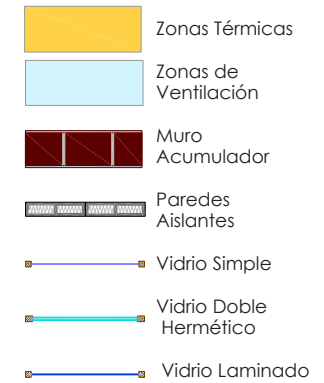 Zonas Térmicas
Zonas de
Ventilación
Muro
Acumulador
Paredes
Aislantes
Vidrio Simple
Vidrio Doble
Hermético
Vidrio Laminado